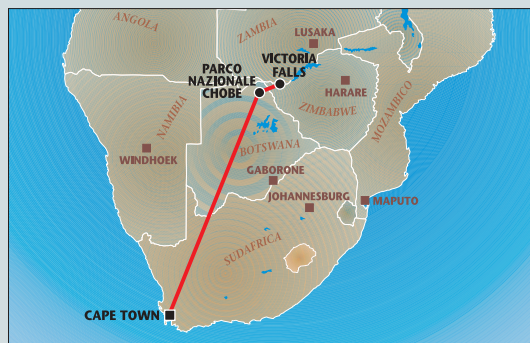 ANGOLA
ZAMBIA
LUSAKA
PARCO
NAZIONALE
CHOBE
VICTORIA
FALLS
HARARE
ZIMBABWE
MOZAMBICO
NAMIBIA
WINDHOEK
BOTSWANA
GABORONE
JOHANNESBURG
MAPUTO
SUDAFRICA
CAPE TOWN